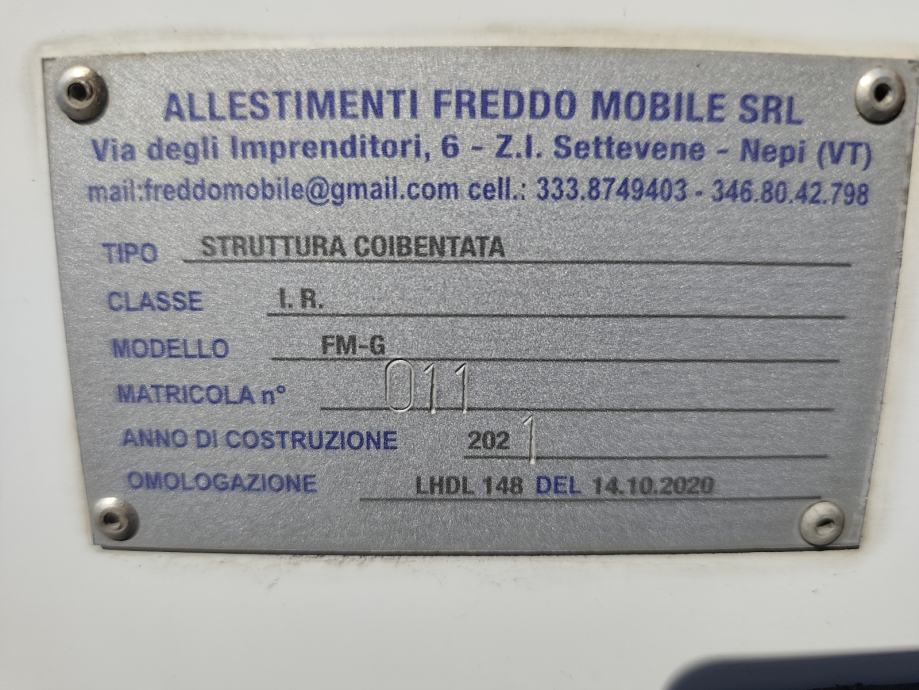 ALLESTIMENTI FREDDO MOBILE SRL
Via degli Imprenditori, 6 - Z.I. Settevene - Nepi (VT)
mail:freddomobile@gmail.com cell.: 333.8749403 - 346.80.42.798
TIPO STRUTTURA COIBENTATA
CLASSE I. R.
MODELLO FM-G
MATRICOLA n° 011
ANNO DI COSTRUZIONE 2021
OMOLOGAZIONE LHDL 148 DEL 14.10.2020